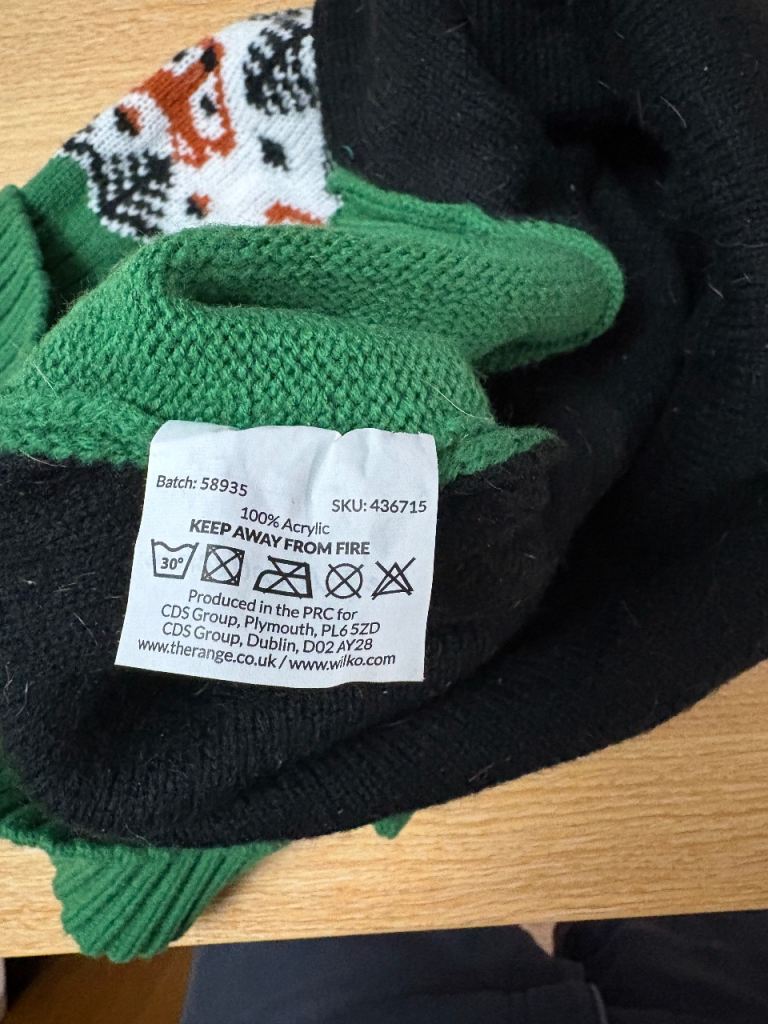 Batch: 58935
SKU: 436715
100% Acrylic
KEEP AWAY FROM FIRE
30°
Produced in the PRC for
CDS Group, Plymouth, PL6 5ZD
CDS Group, Dublin, D02 AY28
www.therange.co.uk / www.wilko.com